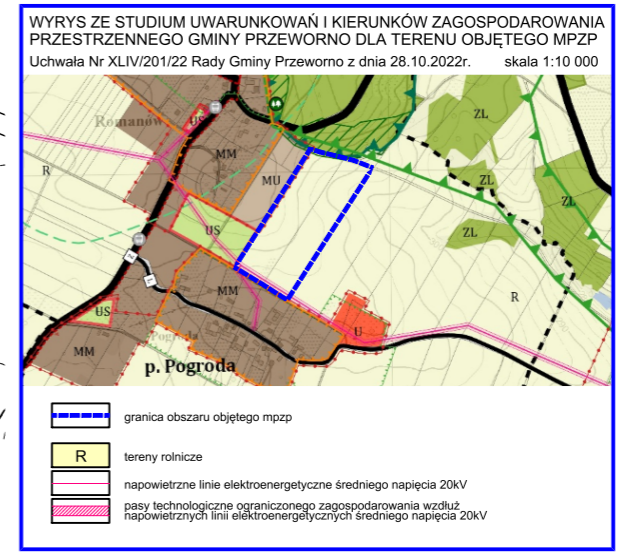 WYRYS ZE STUDIUM UWARUNKOWAŃ I KIERUNKÓW ZAGOSPODAROWANIA
PRZESTRZENNEGO GMINY PRZEWORNO DLA TERENU OBJĘTEGO MPZP
Uchwała Nr XLIV/201/22 Rady Gminy Przeworno z dnia 28.10.2022r. skala 1:10 000
Romanów
US
ZL
MM
R
MU
ZL
ZL
US
ZL
MM
R
US
U
Pogroda
MM
p. Pogroda
granica obszaru objętego mpzp
R tereny rolnicze
napowietrzne linie elektroenergetyczne średniego napięcia 20kV
pasy technologiczne ograniczonego zagospodarowania wzdłuż
napowietrznych linii elektroenergetycznych średniego napięcia 20kV